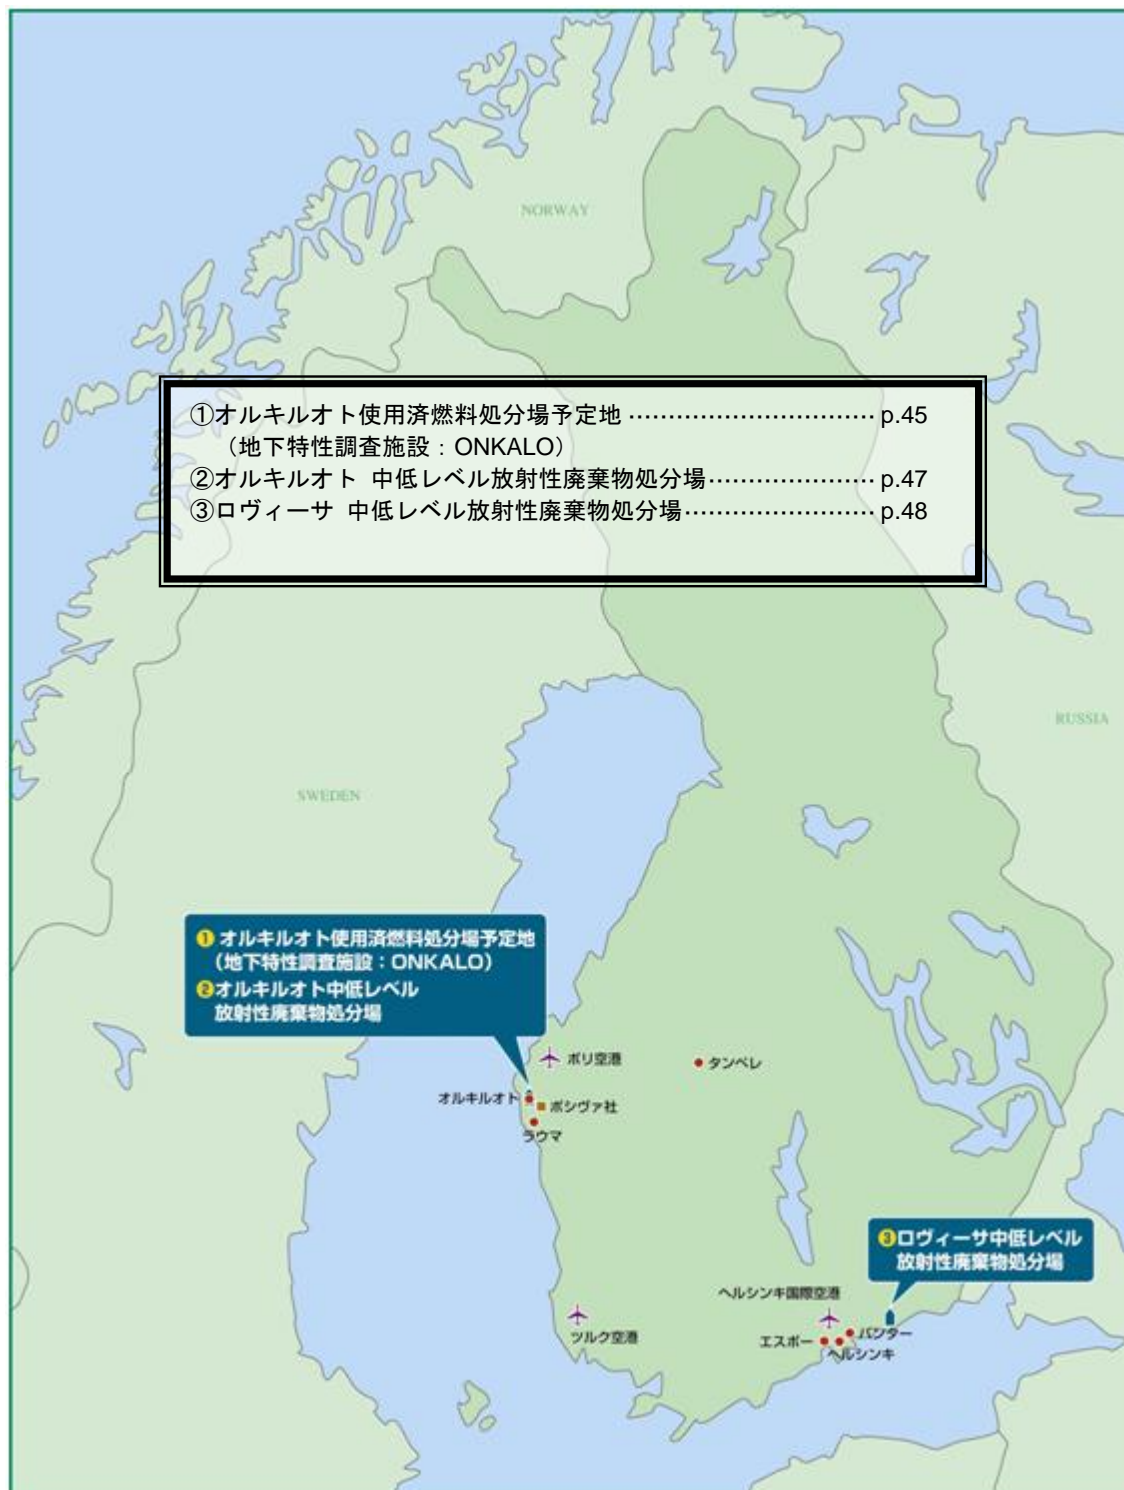 NORWAY
①オルキルオト使用済燃料処分場予定地 ……………………………… p.45
（地下特性調査施設：ONKALO）
②オルキルオト 中低レベル放射性廃棄物処分場………………… p.47
③ロヴィーサ 中低レベル放射性廃棄物処分場…………………… p.48
RUSSIA
SWEDEN
❶ オルキルオト使用済燃料処分場予定地
（地下特性調査施設：ONKALO）
❷オルキルオト中低レベル
放射性廃棄物処分場
ポリ空港
タンペレ
オルキルオト
ポシヴァ社
ラウマ
❸ロヴィーサ中低レベル
放射性廃棄物処分場
ヘルシンキ国際空港
ツルク空港
エスポー
バンター
ヘルシンキ